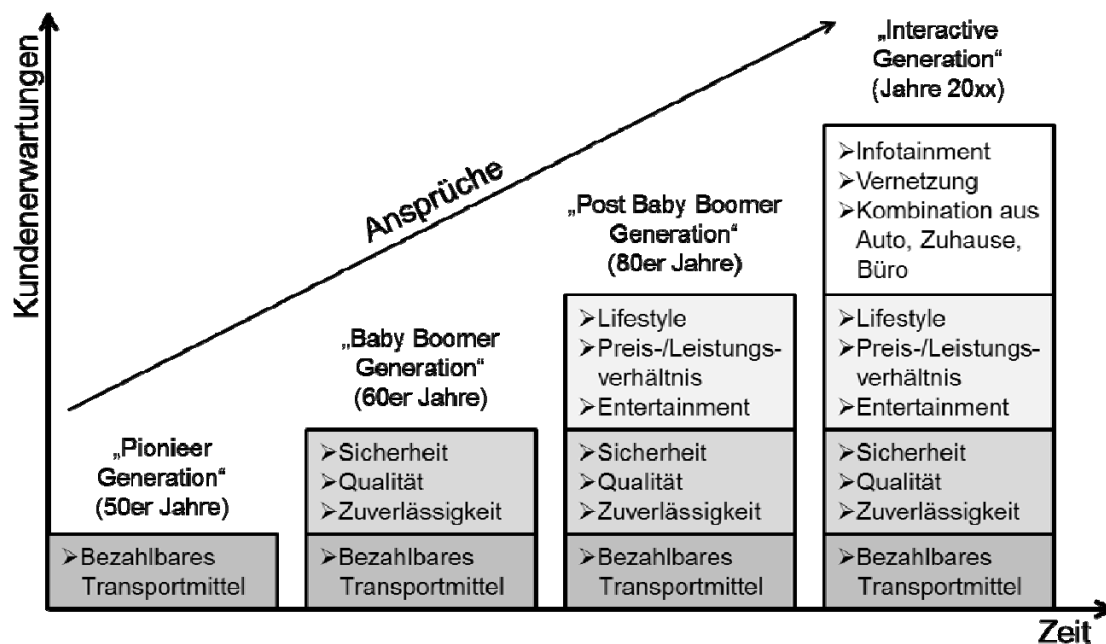 Kundenerwartungen
Ansprüche
„Pionieer
Generation“
(50er Jahre)
➢Bezahlbares
Transportmittel
„Baby Boomer
Generation“
(60er Jahre)
➢Sicherheit
➢Qualität
➢Zuverlässigkeit
➢Bezahlbares
Transportmittel
„Post Baby Boomer
Generation“
(80er Jahre)
➢Lifestyle
➢Preis-/Leistungs-
verhältnis
➢Entertainment
➢Sicherheit
➢Qualität
➢Zuverlässigkeit
➢Bezahlbares
Transportmittel
„Interactive
Generation“
(Jahre 20xx)
➢Infotainment
➢Vernetzung
➢Kombination aus
Auto, Zuhause,
Büro
➢Lifestyle
➢Preis-/Leistungs-
verhältnis
➢Entertainment
➢Sicherheit
➢Qualität
➢Zuverlässigkeit
➢Bezahlbares
Transportmittel
Zeit